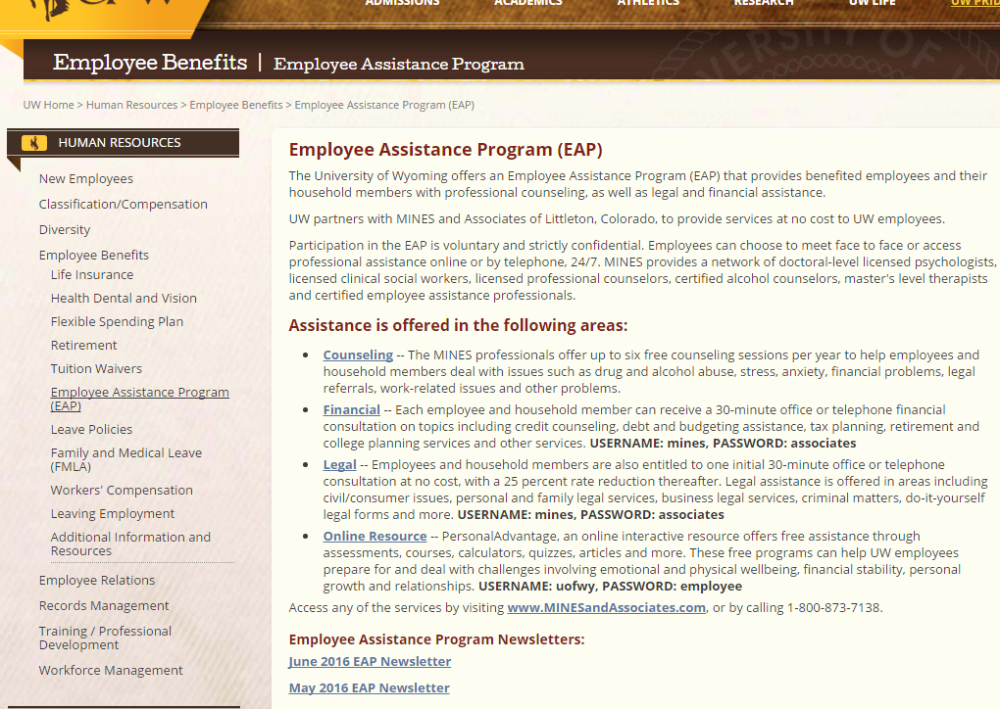 ADMISSIONS ACADEMICS ATHLETICS RESEARCH UW LIFE UW PRID
Employee Benefits | Employee Assistance Program
UW Home > Human Resources > Employee Benefits > Employee Assistance Program (EAP)
HUMAN RESOURCES
New Employees
Classification/Compensation
Diversity
Employee Benefits
Life Insurance
Health Dental and Vision
Flexible Spending Plan
Retirement
Tuition Waivers
Employee Assistance Program
(EAP)
Leave Policies
Family and Medical Leave
(FMLA)
Workers' Compensation
Leaving Employment
Additional Information and
Resources
Employee Relations
Records Management
Training / Professional
Development
Workforce Management
Employee Assistance Program (EAP)
The University of Wyoming offers an Employee Assistance Program (EAP) that provides benefited employees and their
household members with professional counseling, as well as legal and financial assistance.
UW partners with MINES and Associates of Littleton, Colorado, to provide services at no cost to UW employees.
Participation in the EAP is voluntary and strictly confidential. Employees can choose to meet face to face or access
professional assistance online or by telephone, 24/7. MINES provides a network of doctoral-level licensed psychologists,
licensed clinical social workers, licensed professional counselors, certified alcohol counselors, master's level therapists
and certified employee assistance professionals.
Assistance is offered in the following areas:
• Counseling -- The MINES professionals offer up to six free counseling sessions per year to help employees and
household members deal with issues such as drug and alcohol abuse, stress, anxiety, financial problems, legal
referrals, work-related issues and other problems.
• Financial -- Each employee and household member can receive a 30-minute office or telephone financial
consultation on topics including credit counseling, debt and budgeting assistance, tax planning, retirement and
college planning services and other services. USERNAME: mines, PASSWORD: associates
• Legal -- Employees and household members are also entitled to one initial 30-minute office or telephone
consultation at no cost, with a 25 percent rate reduction thereafter. Legal assistance is offered in areas including
civil/consumer issues, personal and family legal services, business legal services, criminal matters, do-it-yourself
legal forms and more. USERNAME: mines, PASSWORD: associates
• Online Resource -- PersonalAdvantage, an online interactive resource offers free assistance through
assessments, courses, calculators, quizzes, articles and more. These free programs can help UW employees
prepare for and deal with challenges involving emotional and physical wellbeing, financial stability, personal
growth and relationships. USERNAME: uofwy, PASSWORD: employee
Access any of the services by visiting www.MINESandAssociates.com, or by calling 1-800-873-7138.
Employee Assistance Program Newsletters:
June 2016 EAP Newsletter
May 2016 EAP Newsletter